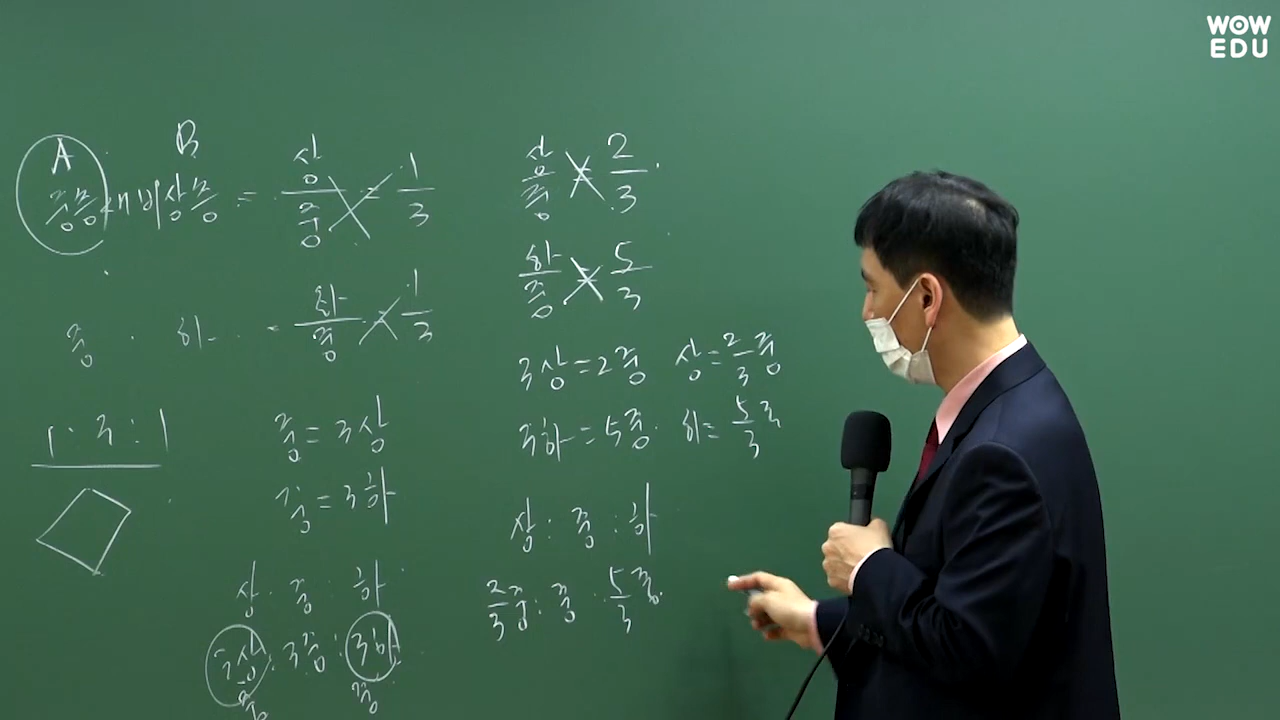 WOW
EDU
A B
중층대비상층 = 상/중 = 1/3
중 · 하 = 하/중 1/3
1:3:1
중=3상
중=3하
상:중:하
3상:3중:3하
중 중
상/중 = 2/3
하/중 = 5/3
3상=2중 상=2/3중
3하=5중 하=5/3중
상:중:하
2/3중:중:5/3중